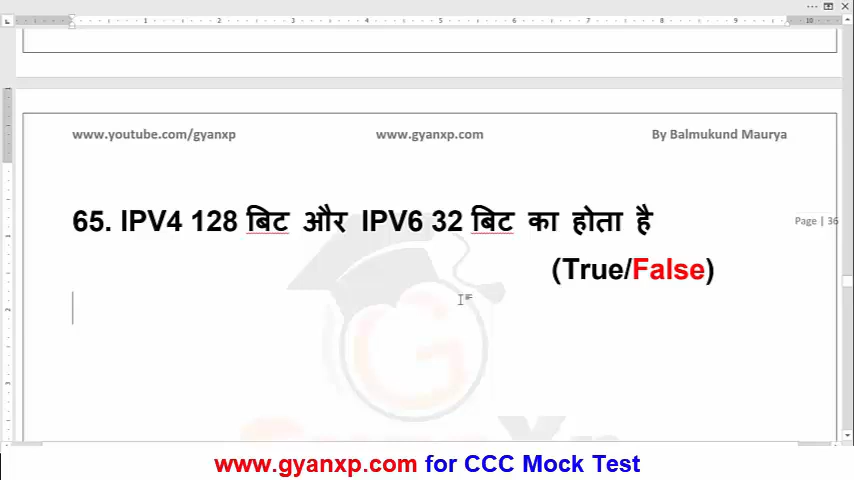 www.youtube.com/gyanxp www.gyanxp.com By Balmukund Maurya
65. IPV4 128 बिट और IPV6 32 बिट का होता है
Page | 36
(True/False)
www.gyanxp.com for CCC Mock Test